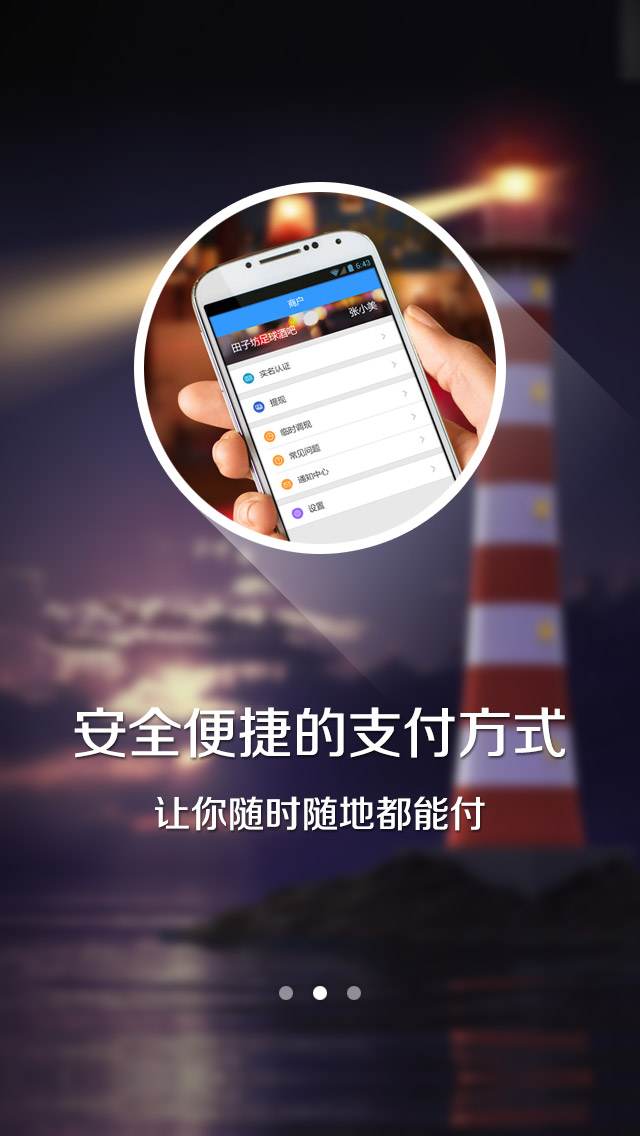 6:43
商户
田子坊足球酒吧 张小美
实名认证
提现
临时调现
常见问题
通知中心
设置
安全便捷的支付方式
让你随时随地都能付